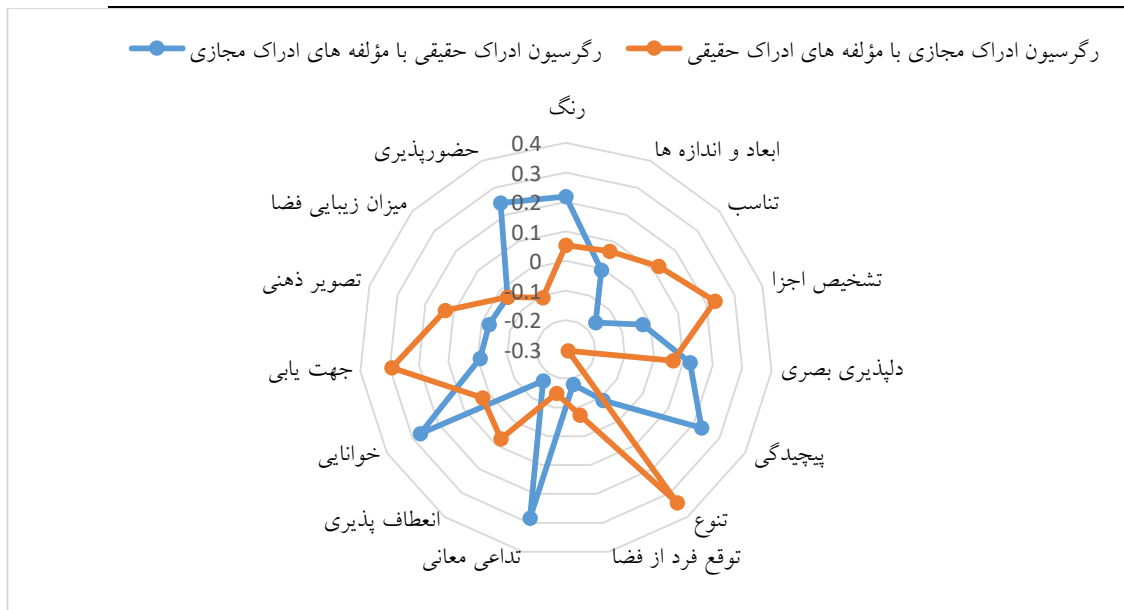 رگرسیون ادراک مجازی با مؤلفه های ادراک حقیقی
رگرسیون ادراک حقیقی با مؤلفه های ادراک مجازی
رنگ
ابعاد و اندازه ها
تناسب
تشخیص اجزا
دلپذیری بصری
پیچیدگی
تنوع
توقع فرد از فضا
تداعی معانی
انعطاف پذیری
خوانایی
جهت یابی
تصویر ذهنی
میزان زیبایی فضا
حضورپذیری
0.4
0.3
0.2
0.1
0
-0.1
-0.2
-0.3